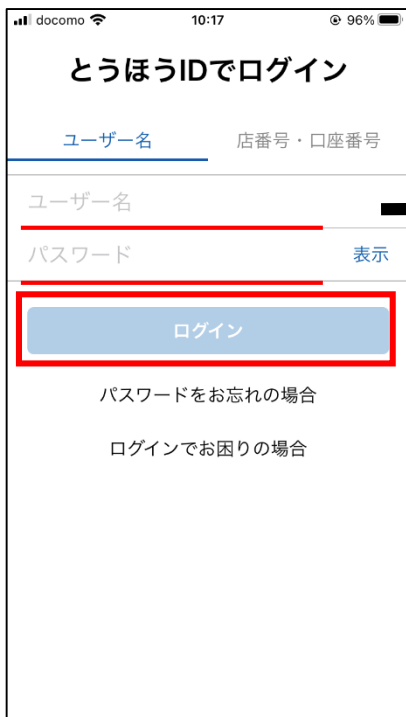 docomo 10:17 96%
とうほうIDでログイン
ユーザー名 店番号・口座番号
ユーザー名
パスワード 表示
ログイン
パスワードをお忘れの場合
ログインでお困りの場合